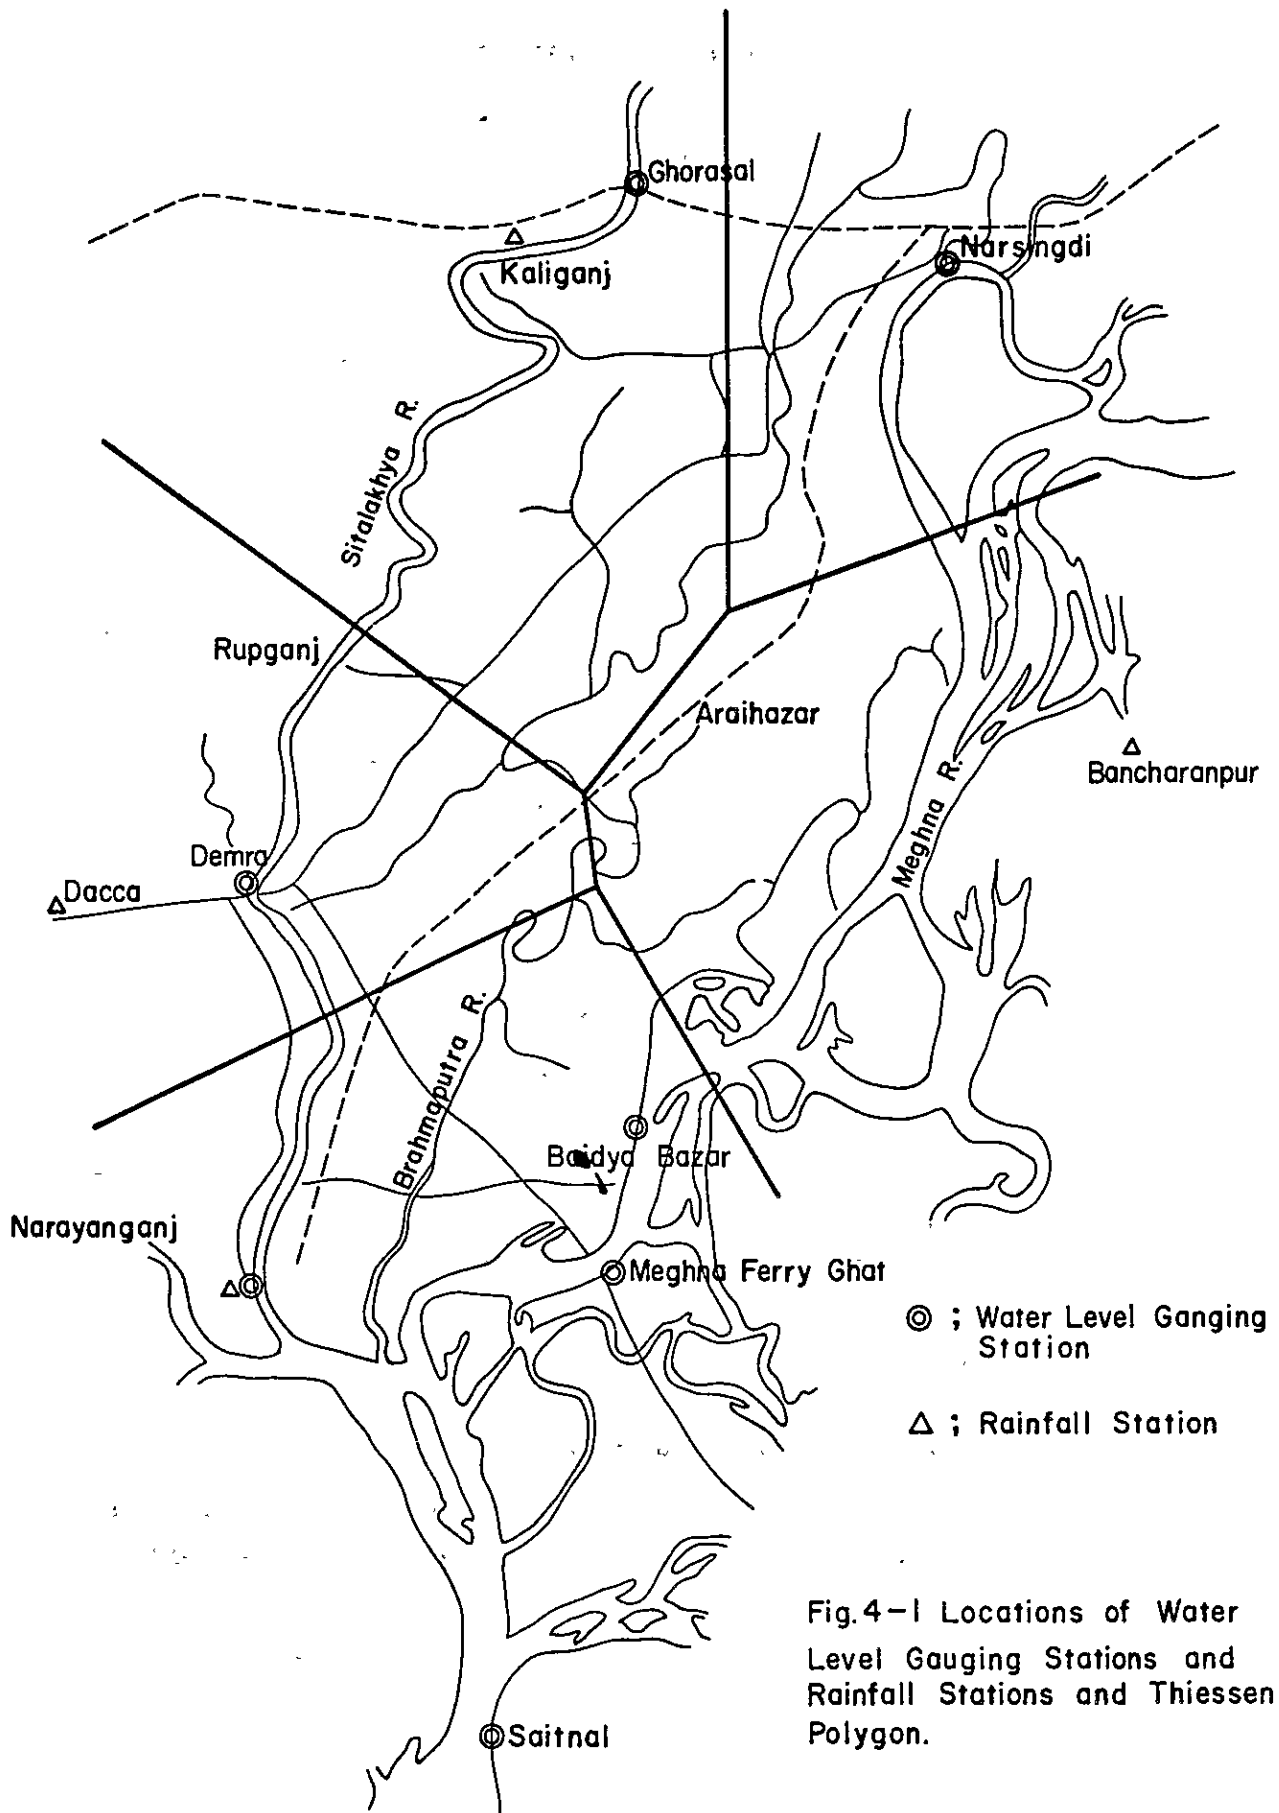 Ghorasal
Narsingdi
Kaliganj
Sitalakhya R.
Rupganj
Araihazar
Bancharanpur
Meghna R.
Demra
Dacca
Brahmaputra R.
Baidya Bazar
Narayanganj
Meghna Ferry Ghat
; Water Level Ganging
Station
; Rainfall Station
Fig. 4-1 Locations of Water
Level Gauging Stations and
Rainfall Stations and Thiessen
Polygon.
Saitnal